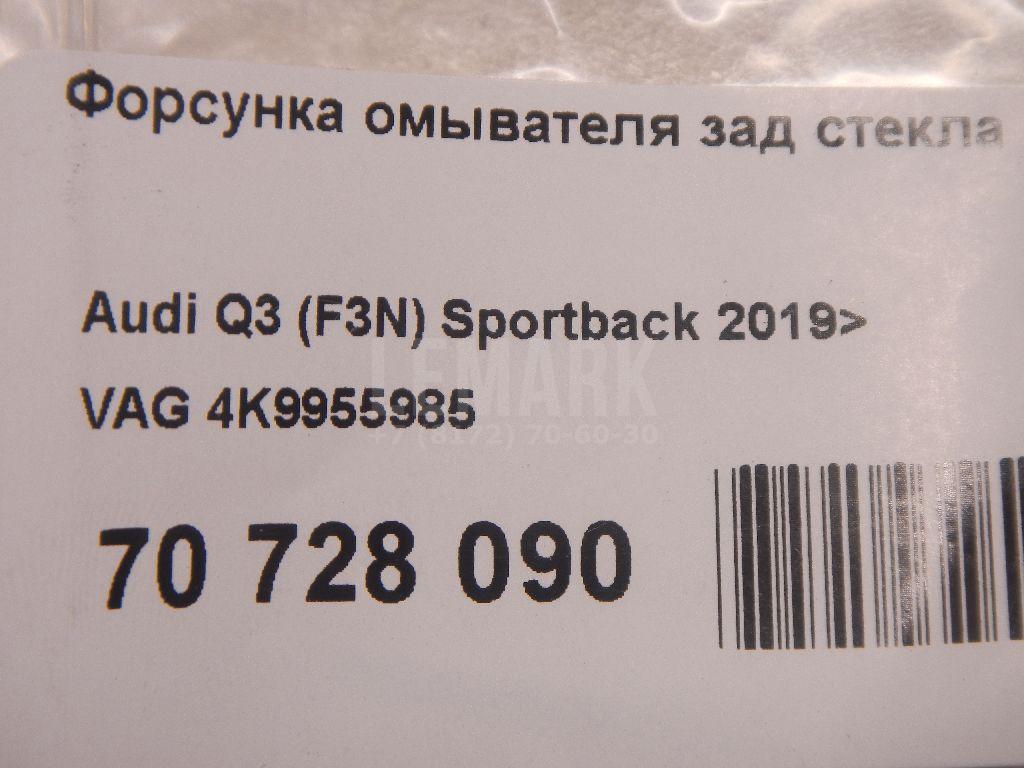 Форсунка омывателя зад стекла
Audi Q3 (F3N) Sportback 2019>
LEMARK
VAG 4K9955985
+7 (8172) 70-60-30
70 728 090